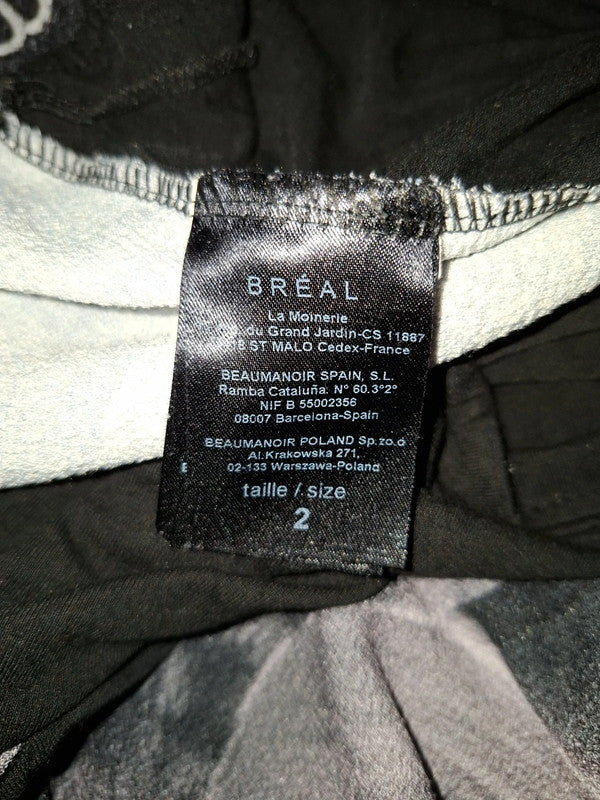 BRÉAL
La Moinerie
du Grand Jardin-CS 11887
ST MALO Cedex-France
BEAUMANOIR SPAIN, S.L.
Ramba Cataluña. N° 60.3°2°
NIF B 55002356
08007 Barcelona-Spain
BEAUMANOIR POLAND Sp.zo.o
Al.Krakowska 271,
02-133 Warszawa-Poland
taille / size
2